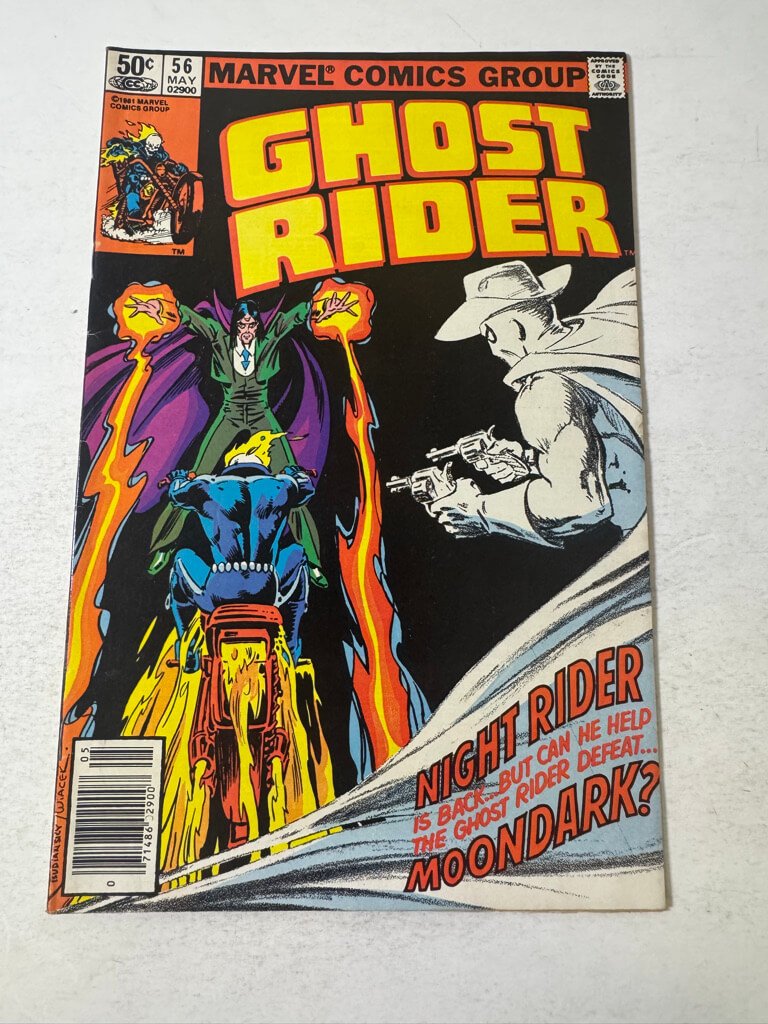 50¢
CC
56
MAY
02900
MARVEL® COMICS GROUP
APPROVED
BY THE
COMICS
CODE
AUTHORITY
©1981 MARVEL
COMICS GROUP
TM
GHOST
RIDER
TM
NIGHT RIDER
IS BACK...BUT CAN HE HELP
THE GHOST RIDER DEFEAT...
MOONDARK?
05
0
71486 02900
BUDIANSKY/WIACEK